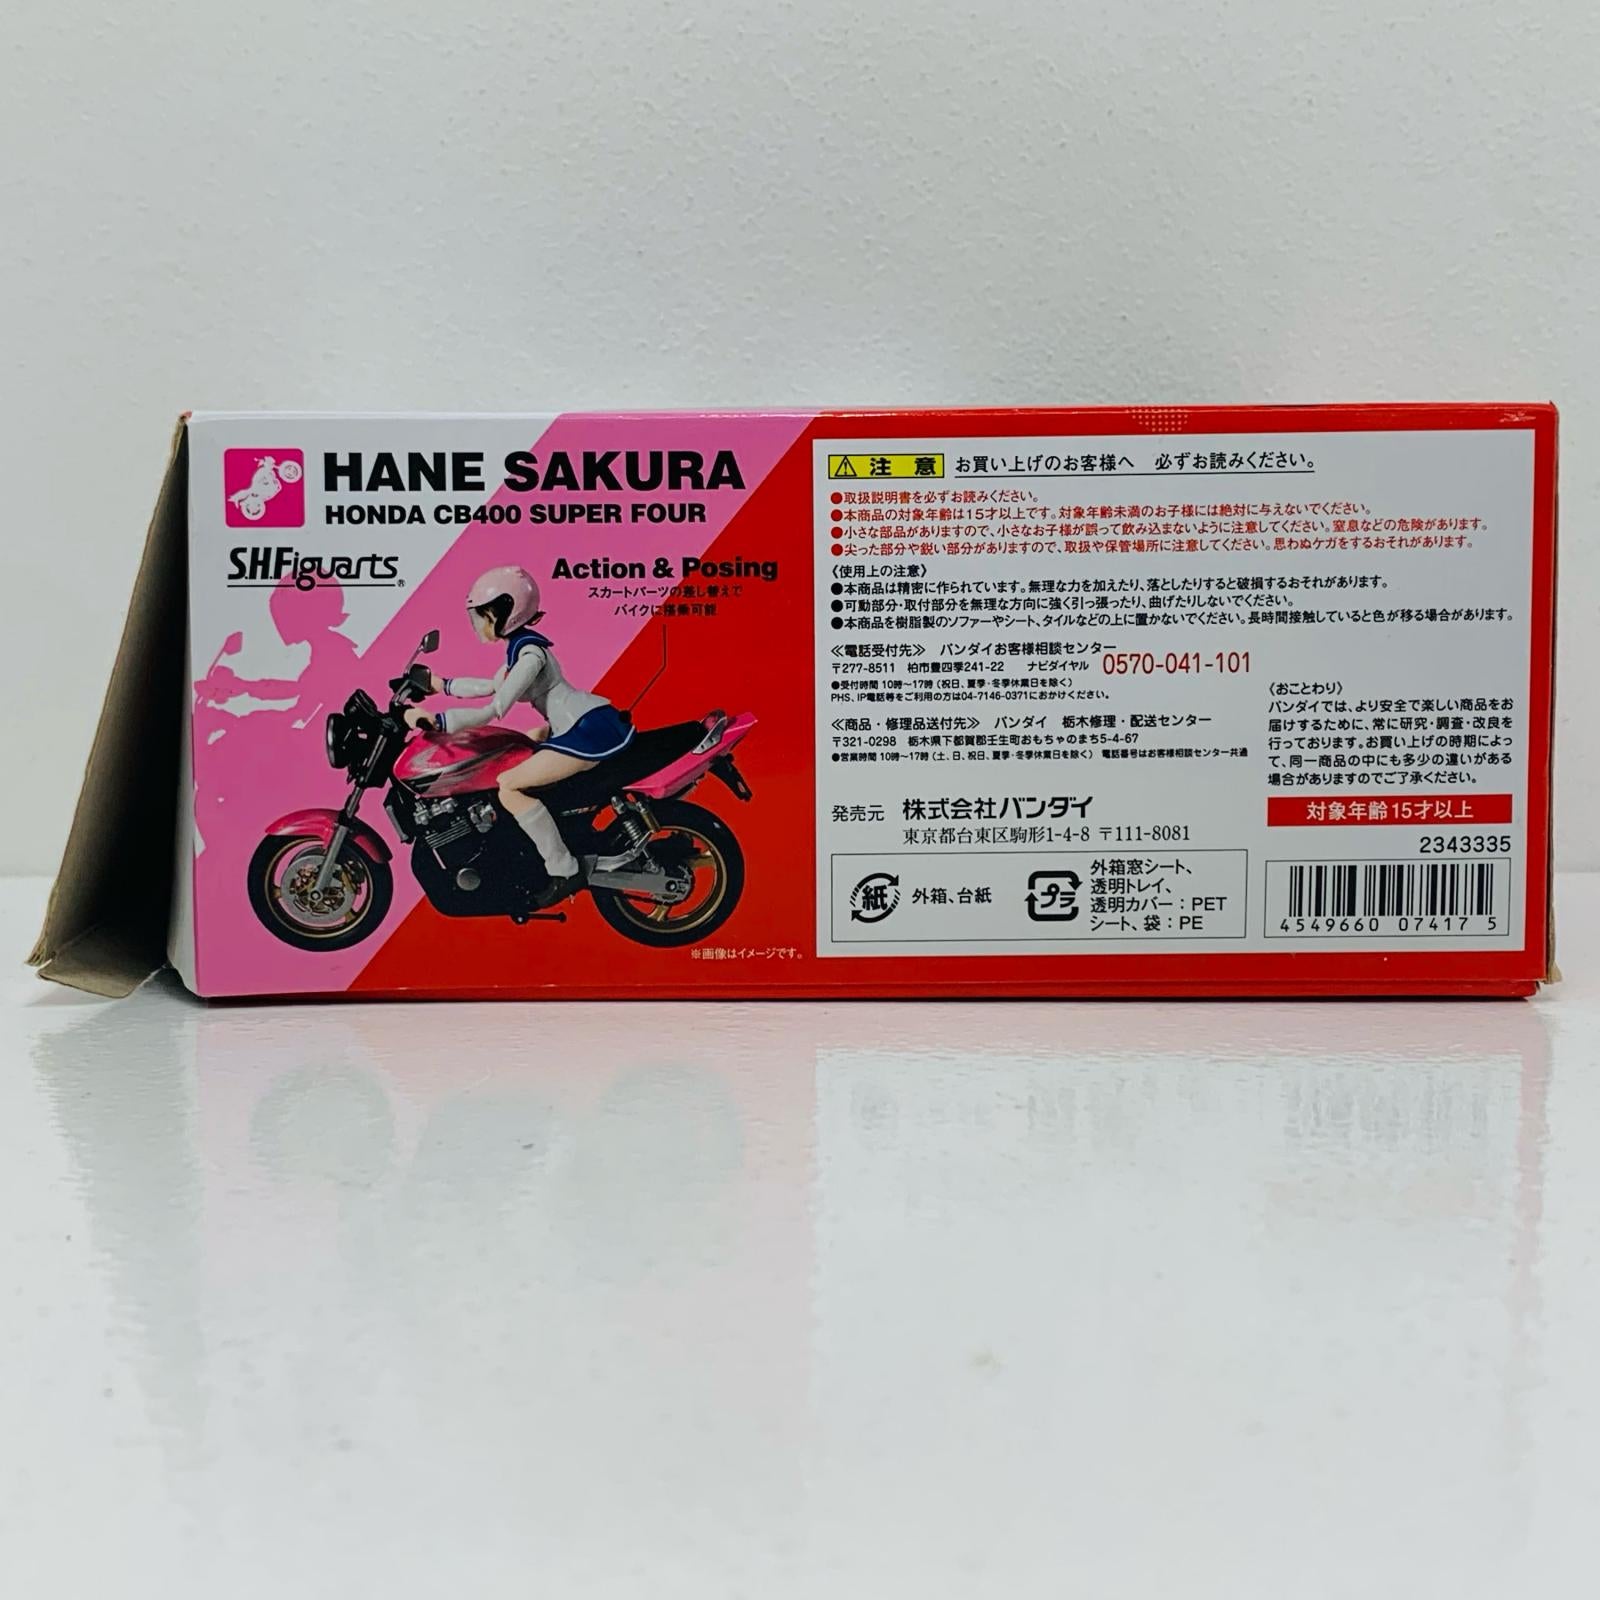 HANE SAKURA
HONDA CB400 SUPER FOUR
S.H.Figuarts®
Action & Posing
スカートパーツの差し替えで
バイクに搭乗可能
※画像はイメージです。
注意 お買い上げのお客様へ 必ずお読みください。
●取扱説明書を必ずお読みください。
●本商品の対象年齢は15才以上です。対象年齢未満のお子様には絶対に与えないでください。
●小さな部品がありますので、小さなお子様が誤って飲み込まないように注意してください。窒息などの危険があります。
●尖った部分や鋭い部分がありますので、取扱や保管場所に注意してください。思わぬケガをするおそれがあります。
《使用上の注意》
●本商品は精密に作られています。無理な力を加えたり、落としたりすると破損するおそれがあります。
●可動部分・取付部分を無理な方向に強く引っ張ったり、曲げたりしないでください。
●本商品を樹脂製のソファーやシート、タイルなどの上に置かないでください。長時間接触していると色が移る場合があります。
≪電話受付先≫ バンダイお客様相談センター
〒277-8511 柏市豊四季241-22 ナビダイヤル 0570-041-101
●受付時間 10時～17時（祝日、夏季・冬季休業日を除く）
PHS、IP電話等をご利用の方は04-7146-0371におかけください。
≪商品・修理品送付先≫ バンダイ 栃木修理・配送センター
〒321-0298 栃木県下都賀郡壬生町おもちゃのまち5-4-67
●営業時間 10時～17時（土、日、祝日、夏季・冬季休業日を除く） 電話番号はお客様相談センター共通
発売元 株式会社バンダイ
東京都台東区駒形1-4-8 〒111-8081
紙 外箱、台紙
プラ
外箱窓シート、
透明トレイ、
透明カバー：PET
シート、袋：PE
《おことわり》
バンダイでは、より安全で楽しい商品をお
届けするために、常に研究・調査・改良を
行っております。お買い上げの時期によっ
て、同一商品の中にも多少の違いがある
場合がありますのでご了承ください。
対象年齢15才以上
2343335
4549660 07417 5